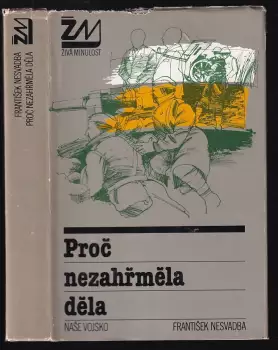 ŽM
FRANTIŠEK NESVADBA
PROČ NEZAHŘMĚLA DĚLA
ŽM
ŽIVÁ MINULOST
Proč
nezahřměla
děla
NAŠE VOJSKO
FRANTIŠEK NESVADBA